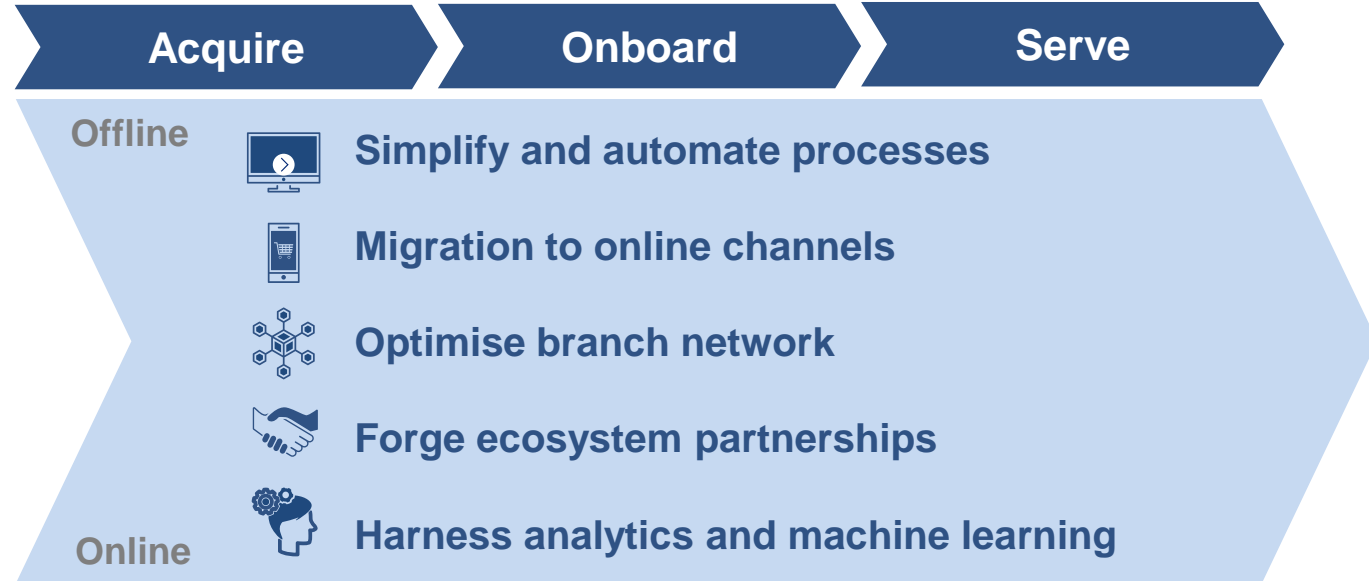 Acquire
Onboard
Serve
Offline
Simplify and automate processes
Migration to online channels
Optimise branch network
Forge ecosystem partnerships
Harness analytics and machine learning
Online